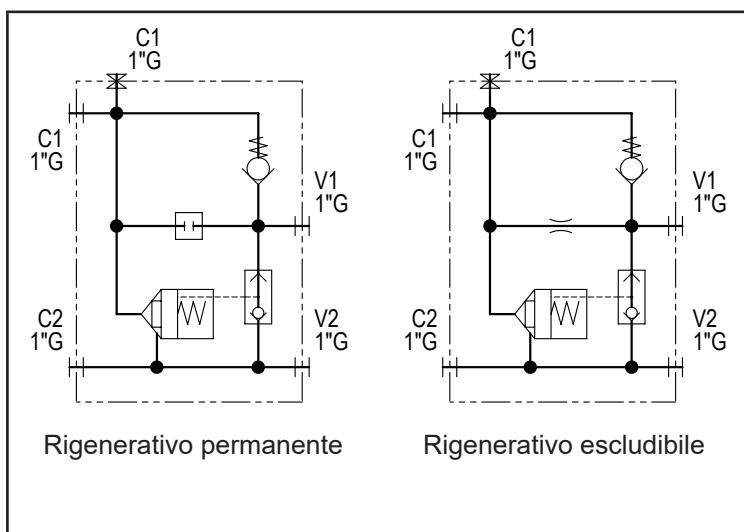 C1
1"G
C1
1"G
V1
1"G
C2
1"G
V2
1"G
Rigenerativo permanente
C1
1"G
C1
1"G
V1
1"G
C2
1"G
V2
1"G
Rigenerativo escludibile